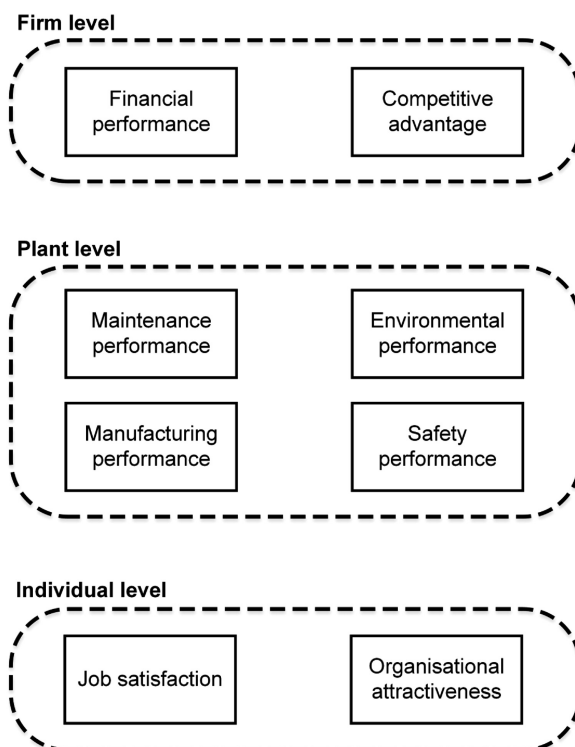 Firm level
Financial
performance
Competitive
advantage
Plant level
Maintenance
performance
Environmental
performance
Manufacturing
performance
Safety
performance
Individual level
Job satisfaction
Organisational
attractiveness